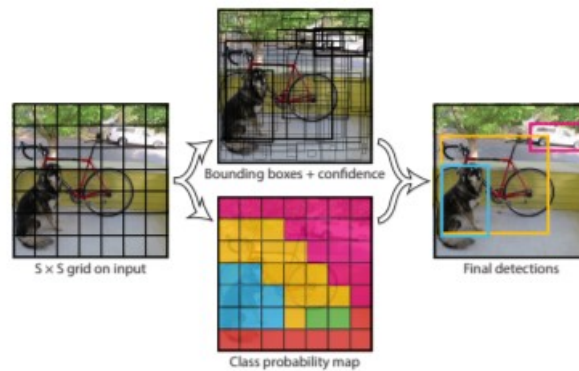 Bounding boxes + confidence
S × S grid on input
Final detections
Class probability map